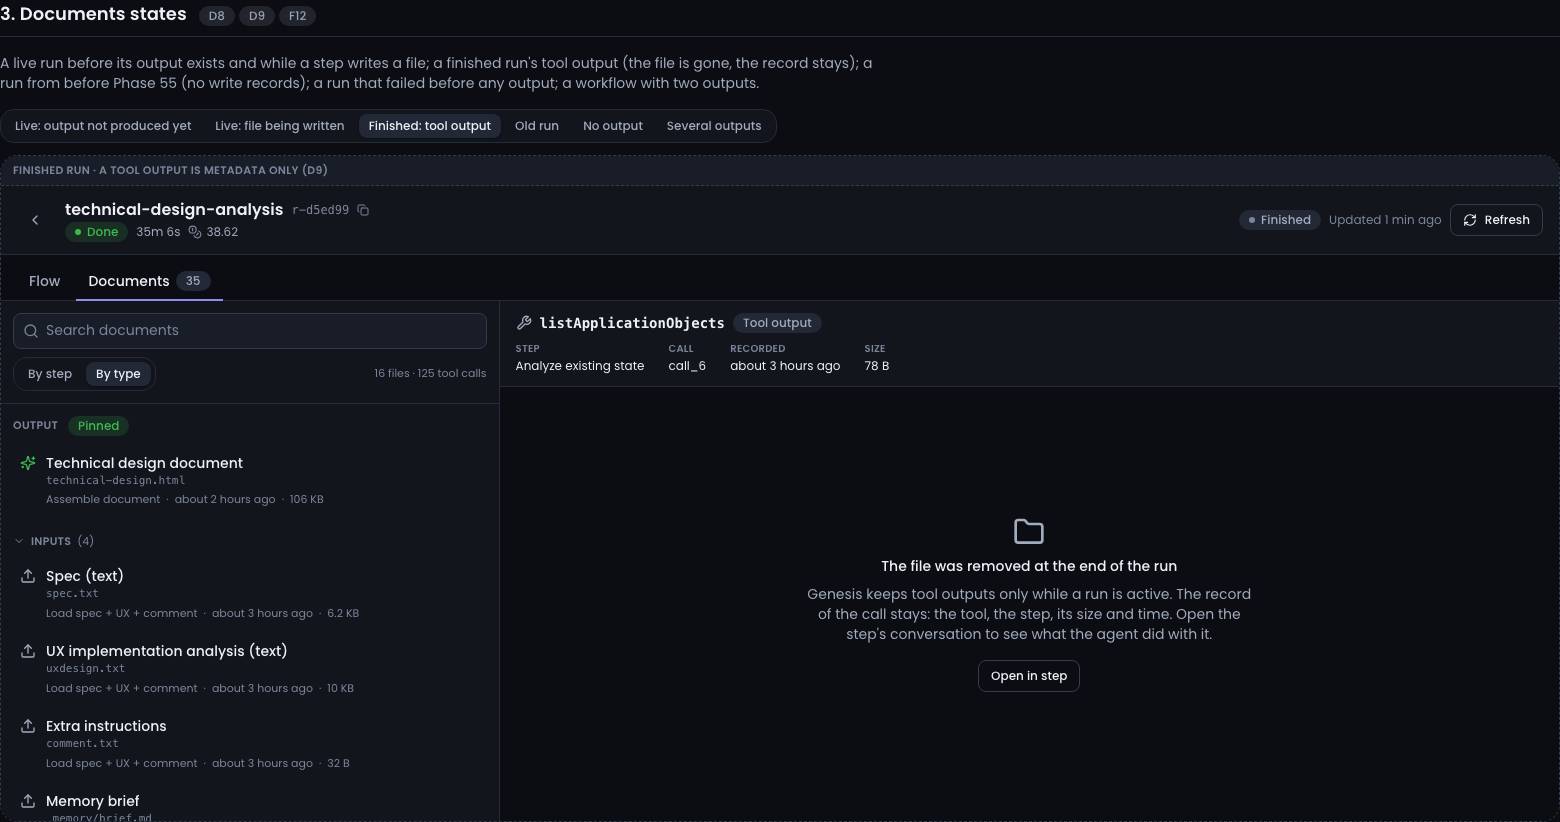 3. Documents states D8 D9 F12
A live run before its output exists and while a step writes a file; a finished run's tool output (the file is gone, the record stays); a
run from before Phase 55 (no write records); a run that failed before any output; a workflow with two outputs.
Live: output not produced yet Live: file being written Finished: tool output Old run No output Several outputs
FINISHED RUN · A TOOL OUTPUT IS METADATA ONLY (D9)
technical-design-analysis r-d5ed99
Done 35m 6s 38.62
Finished Updated 1 min ago Refresh
Flow Documents 35
Search documents
By step By type 16 files · 125 tool calls
OUTPUT Pinned
Technical design document
technical-design.html
Assemble document · about 2 hours ago · 106 KB
INPUTS (4)
Spec (text)
spec.txt
Load spec + UX + comment · about 3 hours ago · 6.2 KB
UX implementation analysis (text)
uxdesign.txt
Load spec + UX + comment · about 3 hours ago · 10 KB
Extra instructions
comment.txt
Load spec + UX + comment · about 3 hours ago · 32 B
Memory brief
_memory/brief.md
listApplicationObjects Tool output
STEP CALL RECORDED SIZE
Analyze existing state call_6 about 3 hours ago 78 B
The file was removed at the end of the run
Genesis keeps tool outputs only while a run is active. The record
of the call stays: the tool, the step, its size and time. Open the
step's conversation to see what the agent did with it.
Open in step